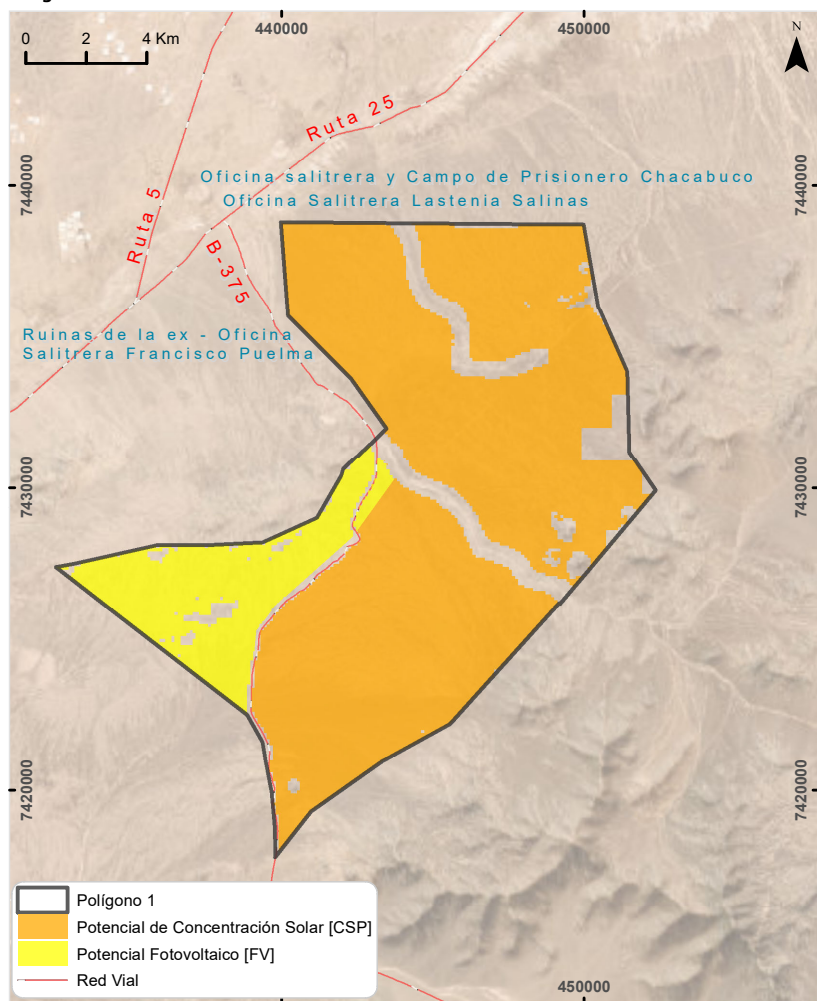 0 2 4 Km
440000
450000
N
Ruta 25
Oficina salitrera y Campo de Prisionero Chacabuco
7440000
7440000
Oficina Salitrera Lastenia Salinas
Ruta 5
B-375
Ruinas de la ex - Oficina
Salitrera Francisco Puelma
7430000
7430000
7420000
7420000
Polígono 1
Potencial de Concentración Solar [CSP]
Potencial Fotovoltaico [FV]
Red Vial
450000